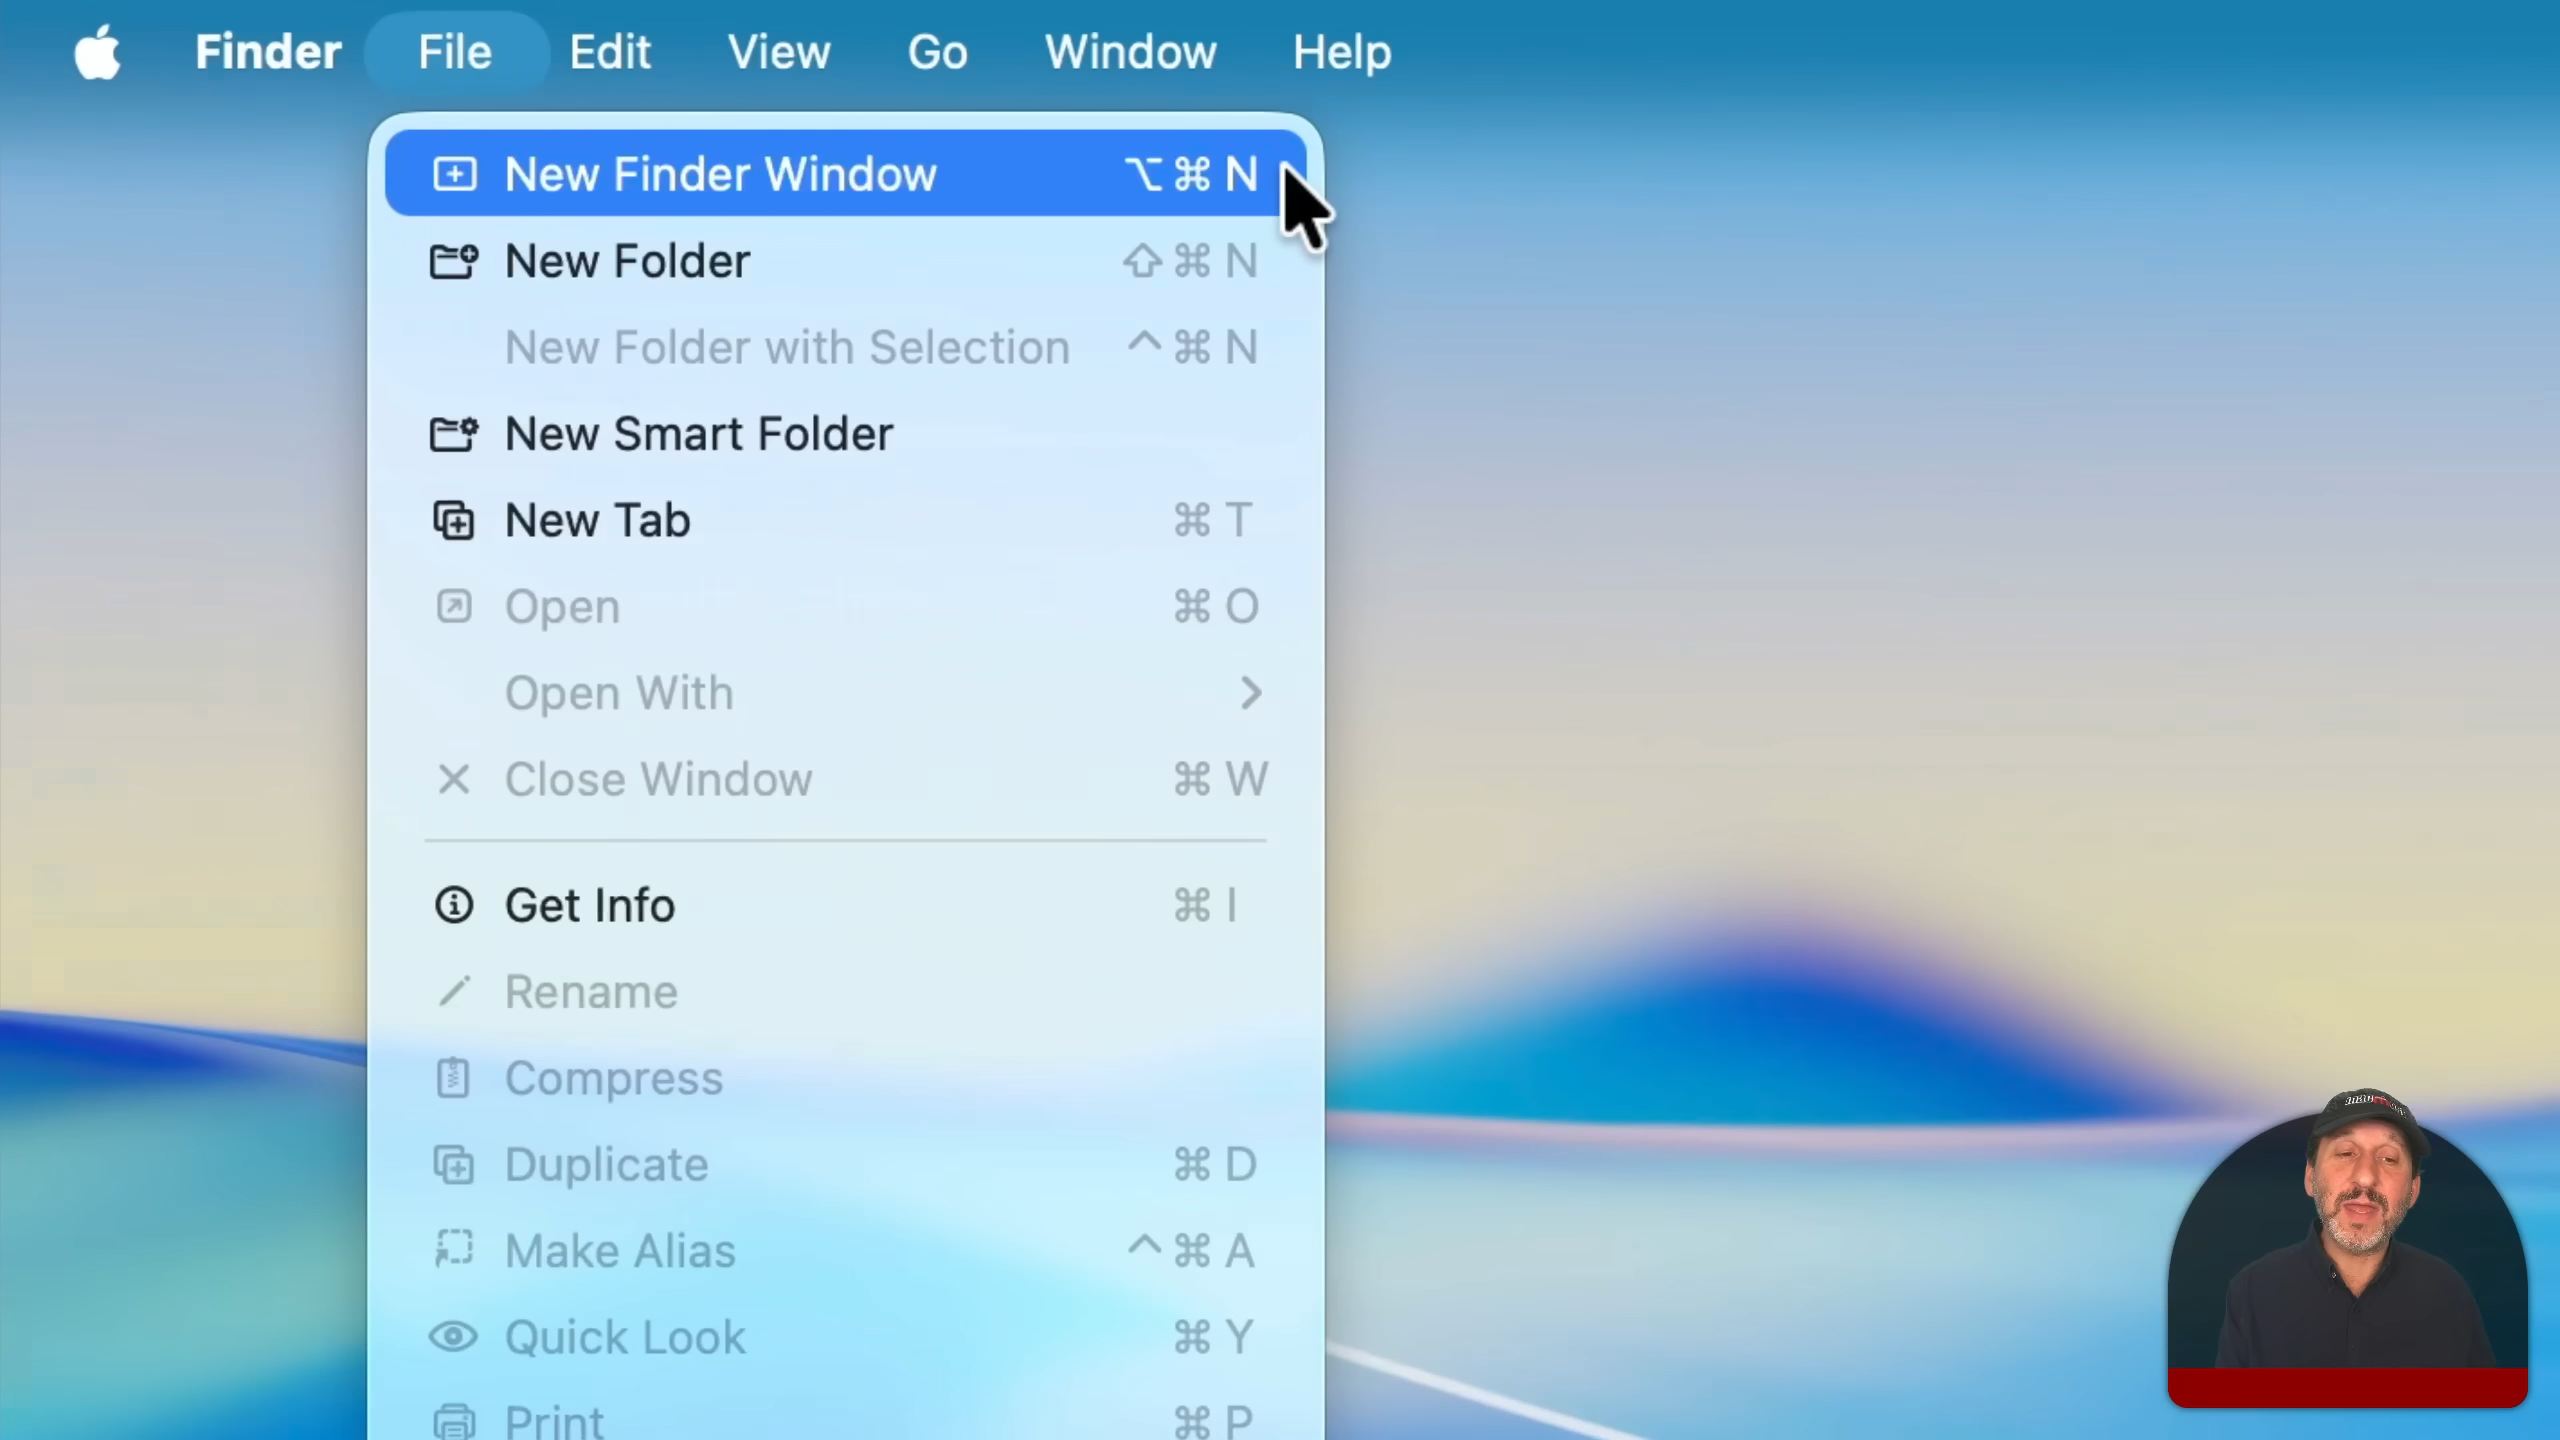 Finder File Edit View Go Window Help
New Finder Window ⌥ ⌘ N
New Folder ⇧ ⌘ N
New Folder with Selection ^ ⌘ N
New Smart Folder
New Tab ⌘ T
Open ⌘ O
Open With
Close Window ⌘ W
Get Info ⌘ I
Rename
Compress
Duplicate ⌘ D
Make Alias ^ ⌘ A
Quick Look ⌘ Y
Print ⌘ P